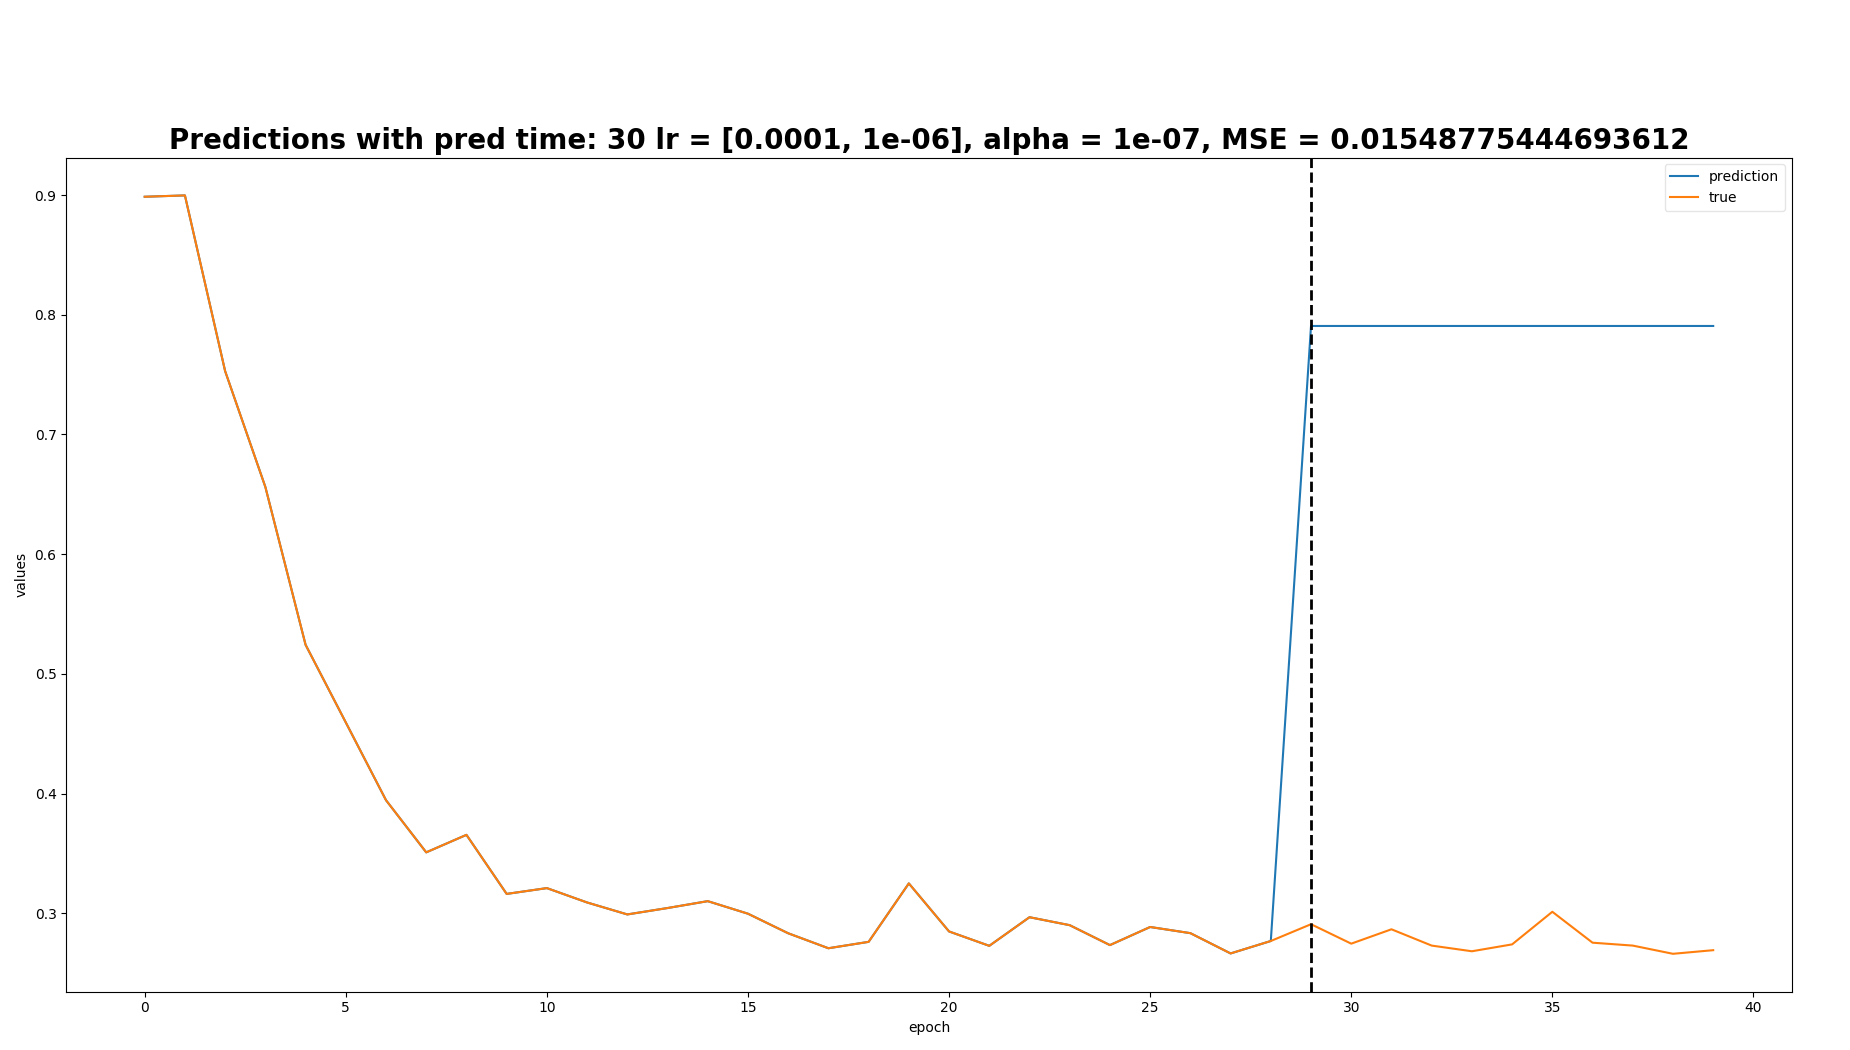 Predictions with pred time: 30 lr = [0.0001, 1e-06], alpha = 1e-07, MSE = 0.01548775444693612
prediction
true
0.9
0.8
0.7
0.6
0.5
0.4
0.3
values
0 5 10 15 20 25 30 35 40
epoch